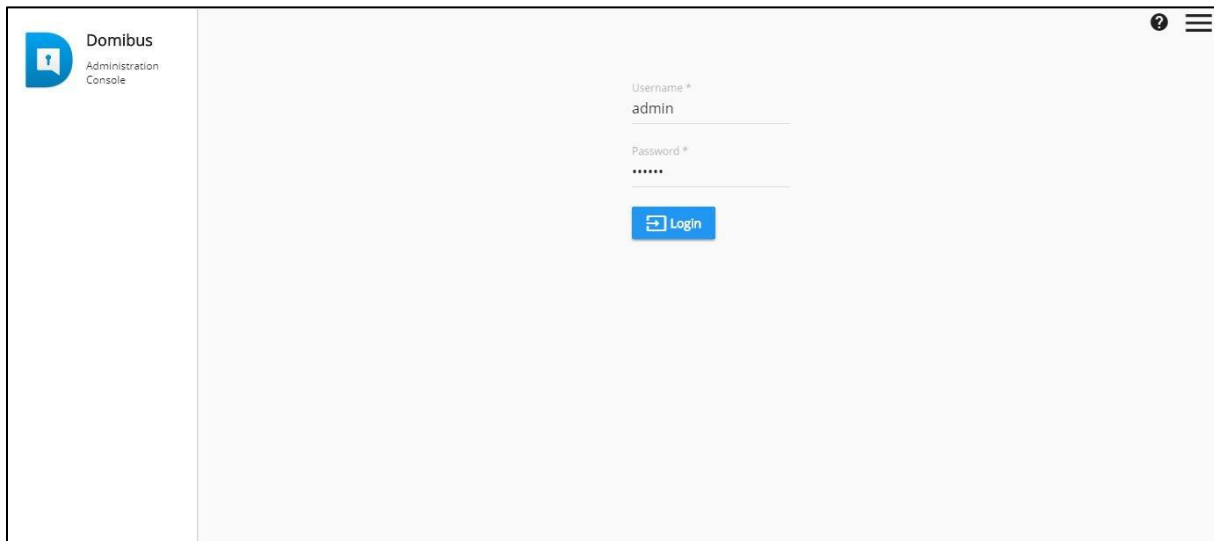 Domibus
Administration
Console
Username *
admin
Password *
••••••
Login